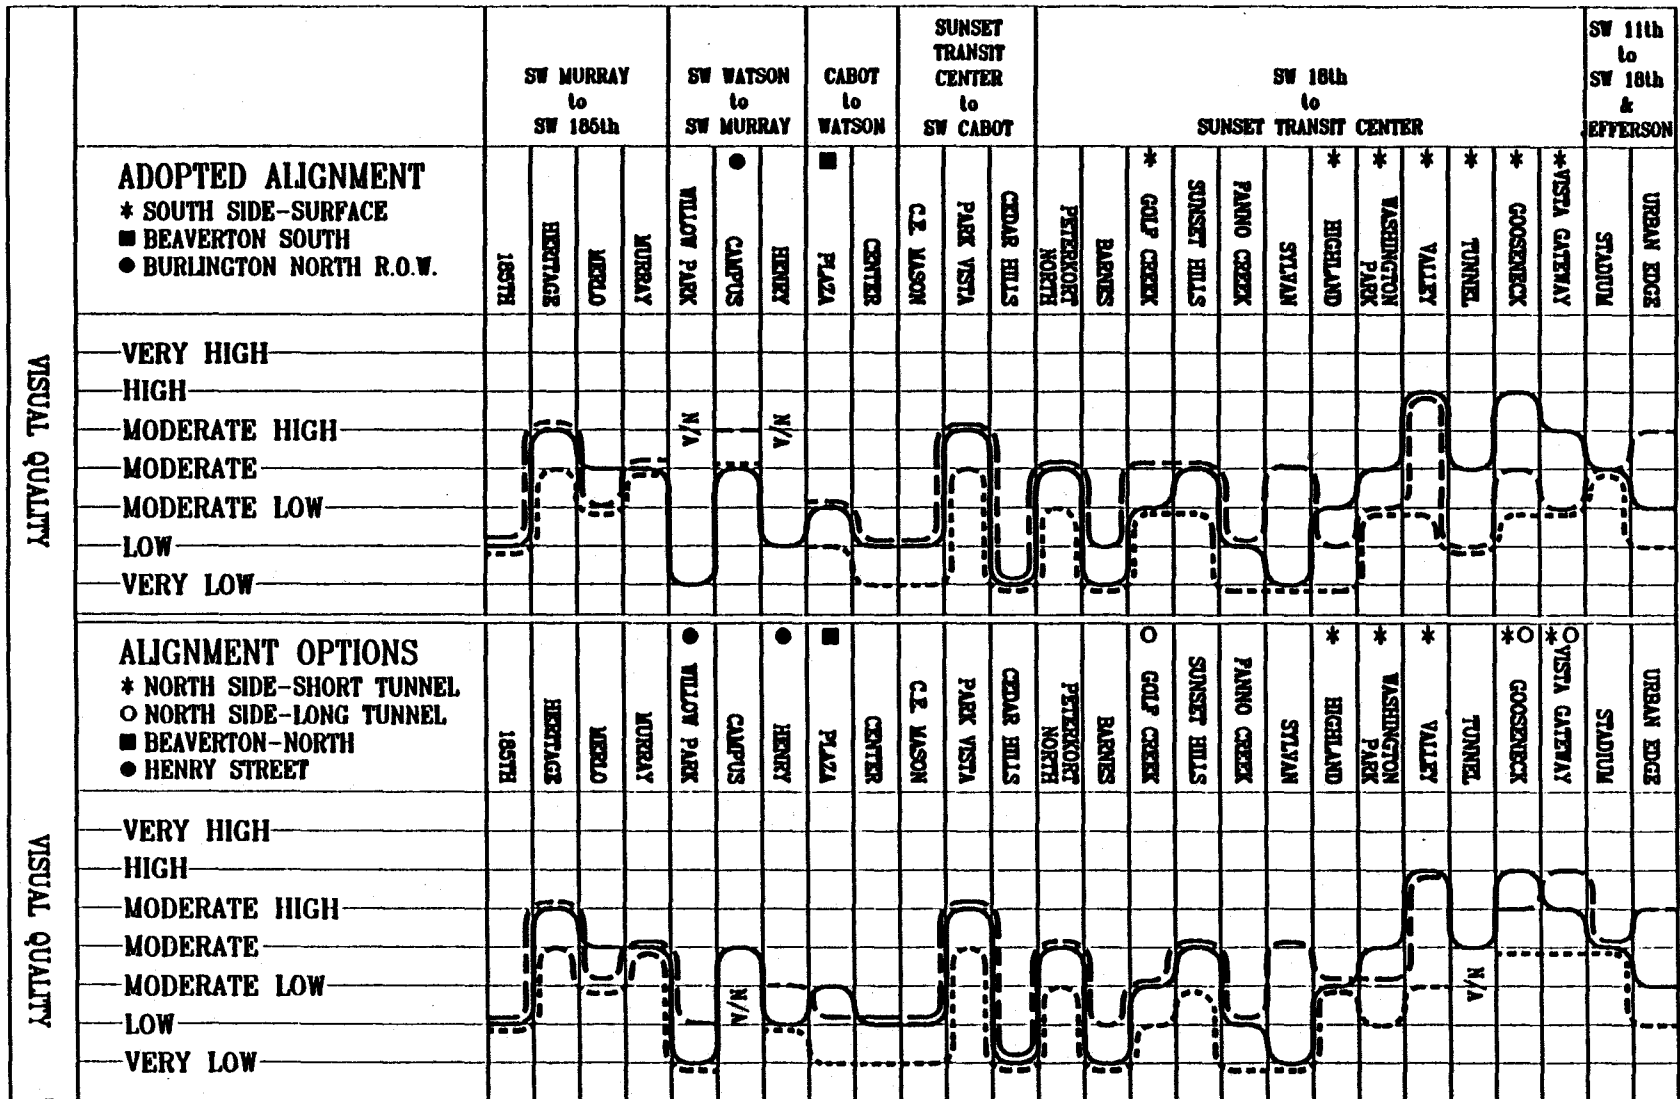 SW MURRAY
to
SW 185th
SW WATSON
to
SW MURRAY
CABOT
to
WATSON
SUNSET
TRANSIT
CENTER
to
SW CABOT
SW 18th
to
SUNSET TRANSIT CENTER
SW 11th
to
SW 18th
&
JEFFERSON
ADOPTED ALIGNMENT
* SOUTH SIDE-SURFACE
■ BEAVERTON SOUTH
● BURLINGTON NORTH R.O.W.
185TH
HERITAGE
MERLO
MURRAY
WILLOW PARK
CAMPUS
HENRY
PLAZA
CENTER
C.E. MASON
PARK VISTA
CEDAR HILLS
PETERKORT
NORTH
BARNES
GOLF CREEK
SUNSET HILLS
FANNO CREEK
SYLVAN
HIGHLAND
WASHINGTON
PARK
VALLEY
TUNNEL
GOOSENECK
VISTA GATEWAY
STADIUM
URBAN EDGE
VISUAL QUALITY
VERY HIGH
HIGH
MODERATE HIGH
MODERATE
MODERATE LOW
LOW
VERY LOW
N/A
N/A
ALIGNMENT OPTIONS
* NORTH SIDE-SHORT TUNNEL
○ NORTH SIDE-LONG TUNNEL
■ BEAVERTON-NORTH
● HENRY STREET
185TH
HERITAGE
MERLO
MURRAY
WILLOW PARK
CAMPUS
HENRY
PLAZA
CENTER
C.E. MASON
PARK VISTA
CEDAR HILLS
PETERKORT
NORTH
BARNES
GOLF CREEK
SUNSET HILLS
FANNO CREEK
SYLVAN
HIGHLAND
WASHINGTON
PARK
VALLEY
TUNNEL
GOOSENECK
VISTA GATEWAY
STADIUM
URBAN EDGE
VISUAL QUALITY
VERY HIGH
HIGH
MODERATE HIGH
MODERATE
MODERATE LOW
LOW
VERY LOW
N/A
N/A